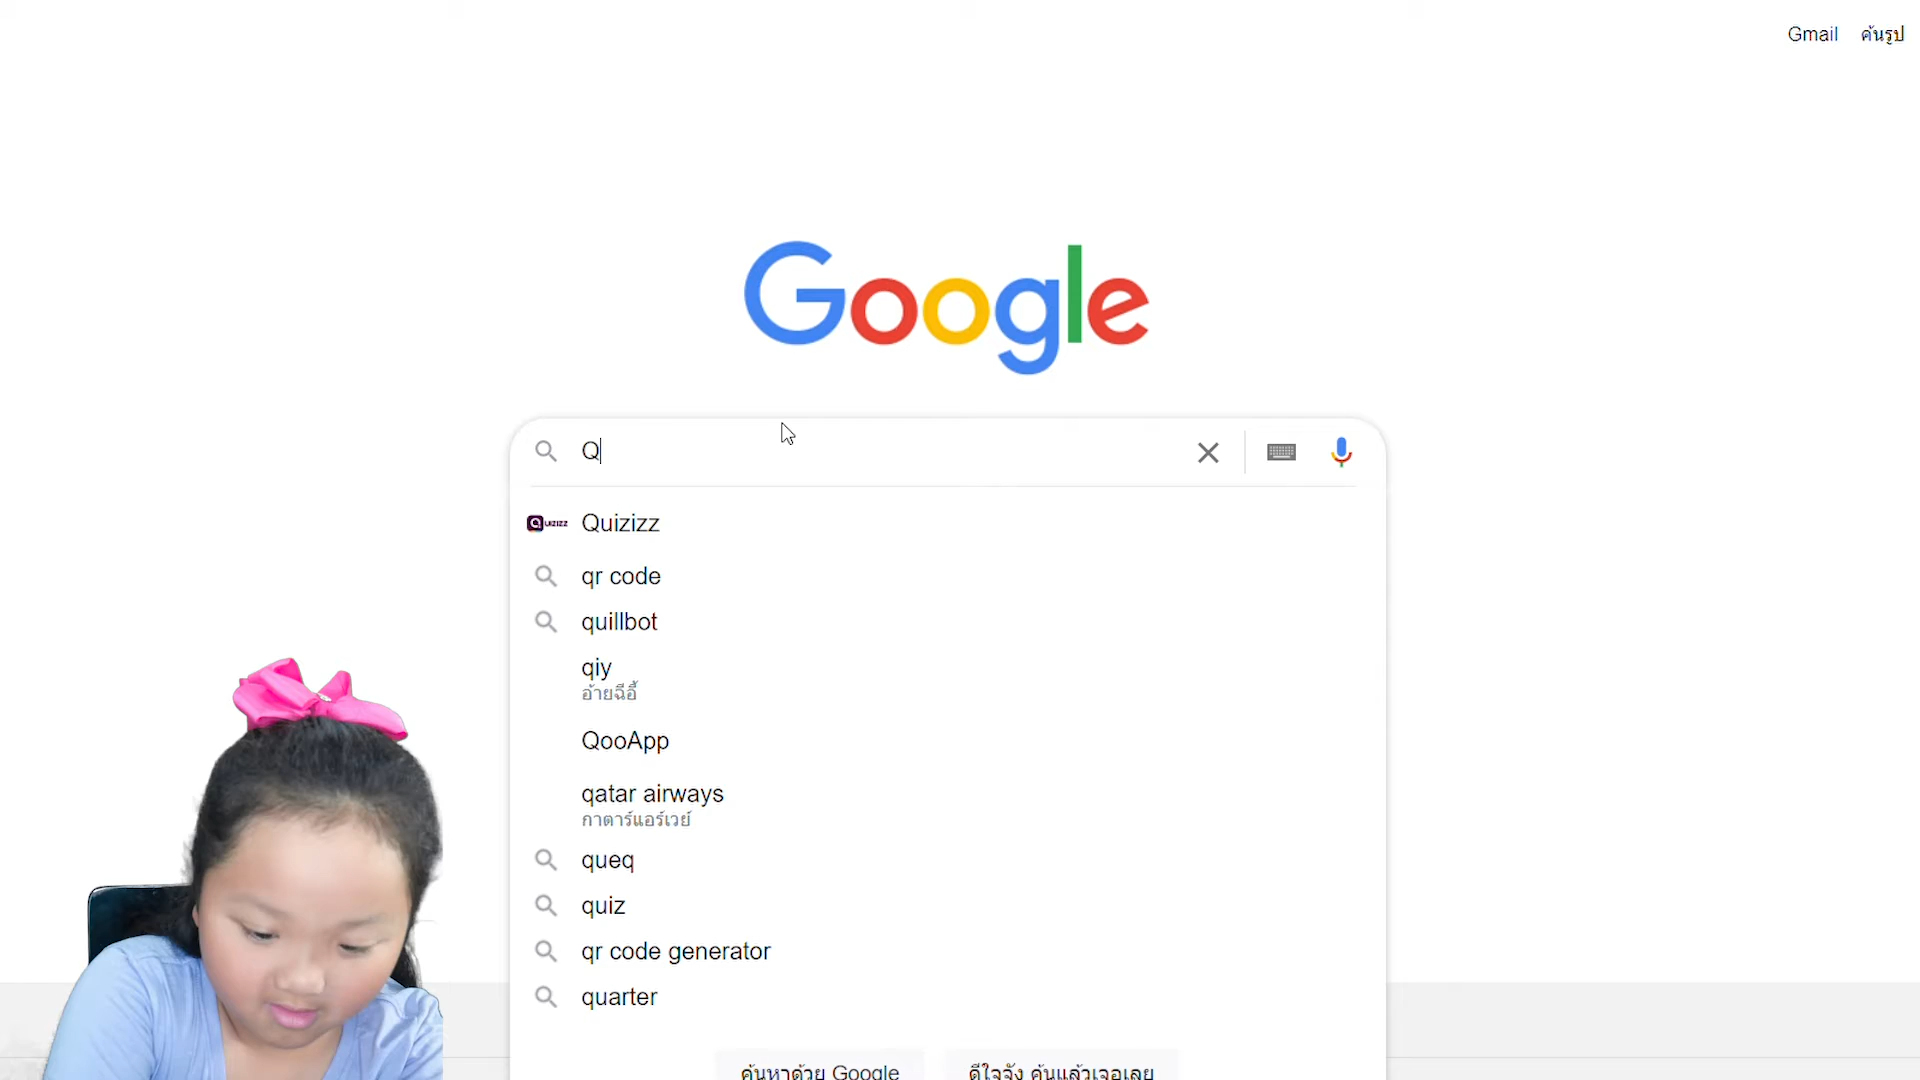 Gmail ค้นรูป
Google
Q
QUIZIZZ Quizizz
qr code
quillbot
qiy
อ้ายฉีอี้
QooApp
qatar airways
กาตาร์แอร์เวย์
queq
quiz
qr code generator
quarter
ค้นหาด้วย Google ดีใจจัง ค้นแล้วเจอเลย